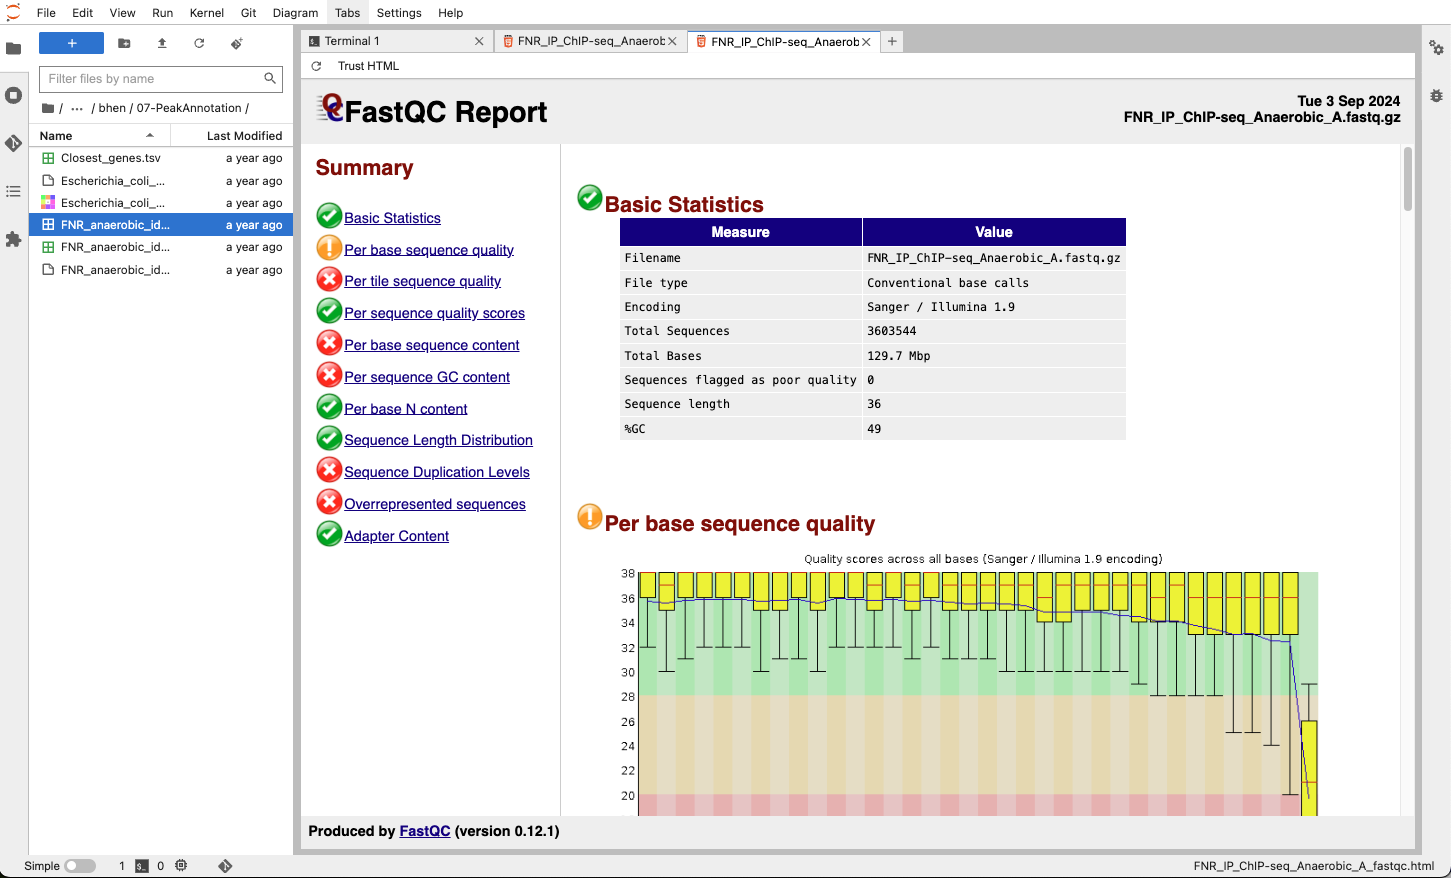 File Edit View Run Kernel Git Diagram Tabs Settings Help
+
Filter files by name
/ ... / bhen / 07-PeakAnnotation /
Name Last Modified
Closest_genes.tsv a year ago
Escherichia_coli_... a year ago
Escherichia_coli_... a year ago
FNR_anaerobic_id... a year ago
FNR_anaerobic_id... a year ago
FNR_anaerobic_id... a year ago
Terminal 1 FNR_IP_ChIP-seq_Anaerob FNR_IP_ChIP-seq_Anaerob +
Trust HTML
FastQC Report
Tue 3 Sep 2024
FNR_IP_ChIP-seq_Anaerobic_A.fastq.gz
Summary
Basic Statistics
Per base sequence quality
Per tile sequence quality
Per sequence quality scores
Per base sequence content
Per sequence GC content
Per base N content
Sequence Length Distribution
Sequence Duplication Levels
Overrepresented sequences
Adapter Content
Basic Statistics
Measure Value
Filename FNR_IP_ChIP-seq_Anaerobic_A.fastq.gz
File type Conventional base calls
Encoding Sanger / Illumina 1.9
Total Sequences 3603544
Total Bases 129.7 Mbp
Sequences flagged as poor quality 0
Sequence length 36
%GC 49
Per base sequence quality
Quality scores across all bases (Sanger / Illumina 1.9 encoding)
38
36
34
32
30
28
26
24
22
20
Produced by FastQC (version 0.12.1)
Simple 1 0 FNR_IP_ChIP-seq_Anaerobic_A_fastqc.html